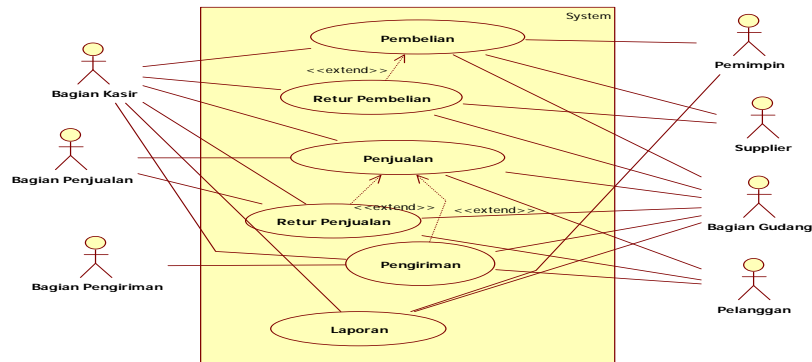 System
Pembelian
Pemimpin
<<extend>>
Bagian Kasir
Retur Pembelian
Supplier
Penjualan
Bagian Penjualan
<<extend>>
<<extend>>
Retur Penjualan
Bagian Gudang
Pengiriman
Bagian Pengiriman
Pelanggan
Laporan